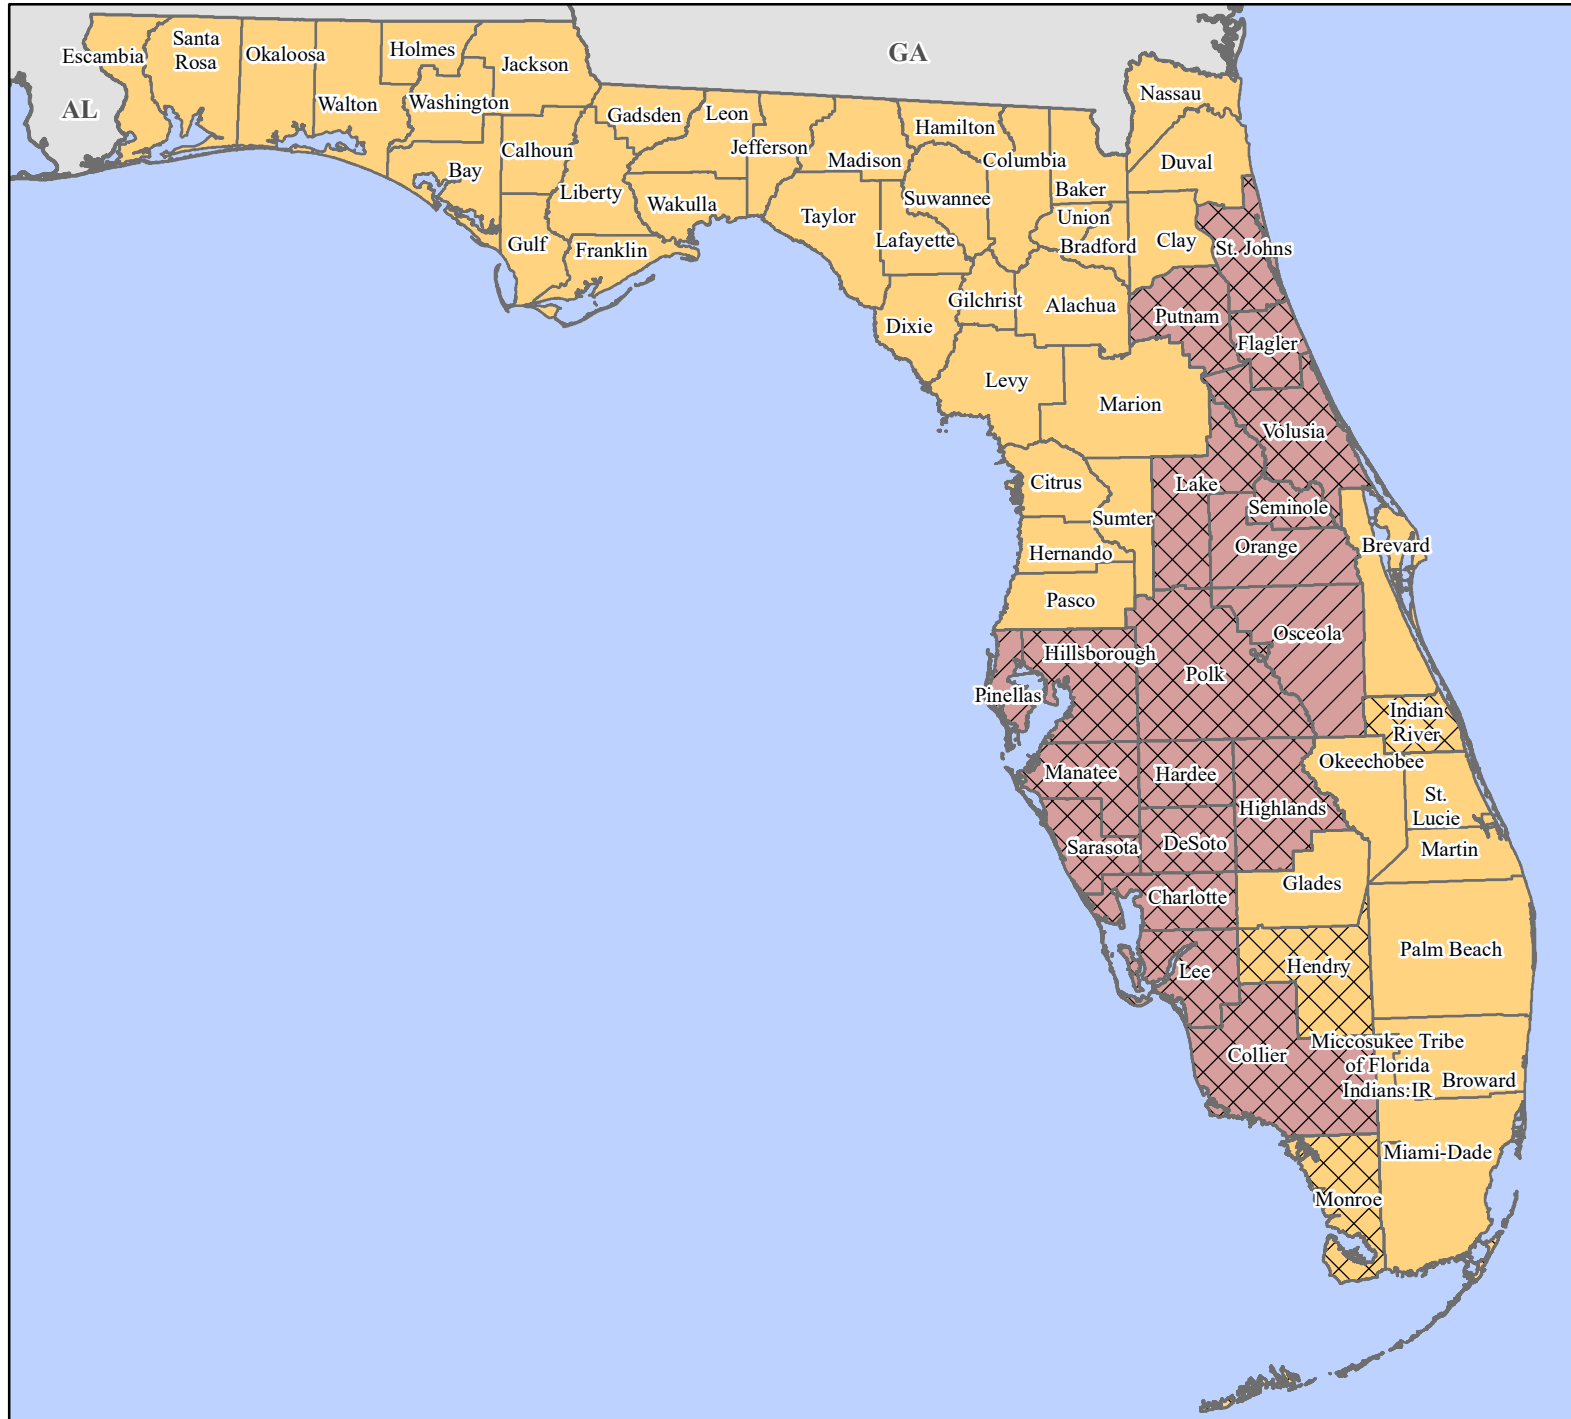 AL
GA
Escambia
Santa
Rosa
Okaloosa
Walton
Holmes
Washington
Jackson
Bay
Calhoun
Gulf
Liberty
Franklin
Gadsden
Leon
Wakulla
Jefferson
Madison
Taylor
Hamilton
Suwannee
Lafayette
Columbia
Dixie
Gilchrist
Baker
Union
Bradford
Alachua
Nassau
Duval
Clay
St. Johns
Putnam
Flagler
Levy
Marion
Volusia
Citrus
Sumter
Lake
Seminole
Hernando
Orange
Brevard
Pasco
Osceola
Hillsborough
Polk
Pinellas
Indian
River
Manatee
Hardee
Okeechobee
Highlands
St.
Lucie
Sarasota
DeSoto
Martin
Glades
Charlotte
Palm Beach
Lee
Hendry
Collier
Miccosukee Tribe
of Florida
Indians:IR
Broward
Miami-Dade
Monroe